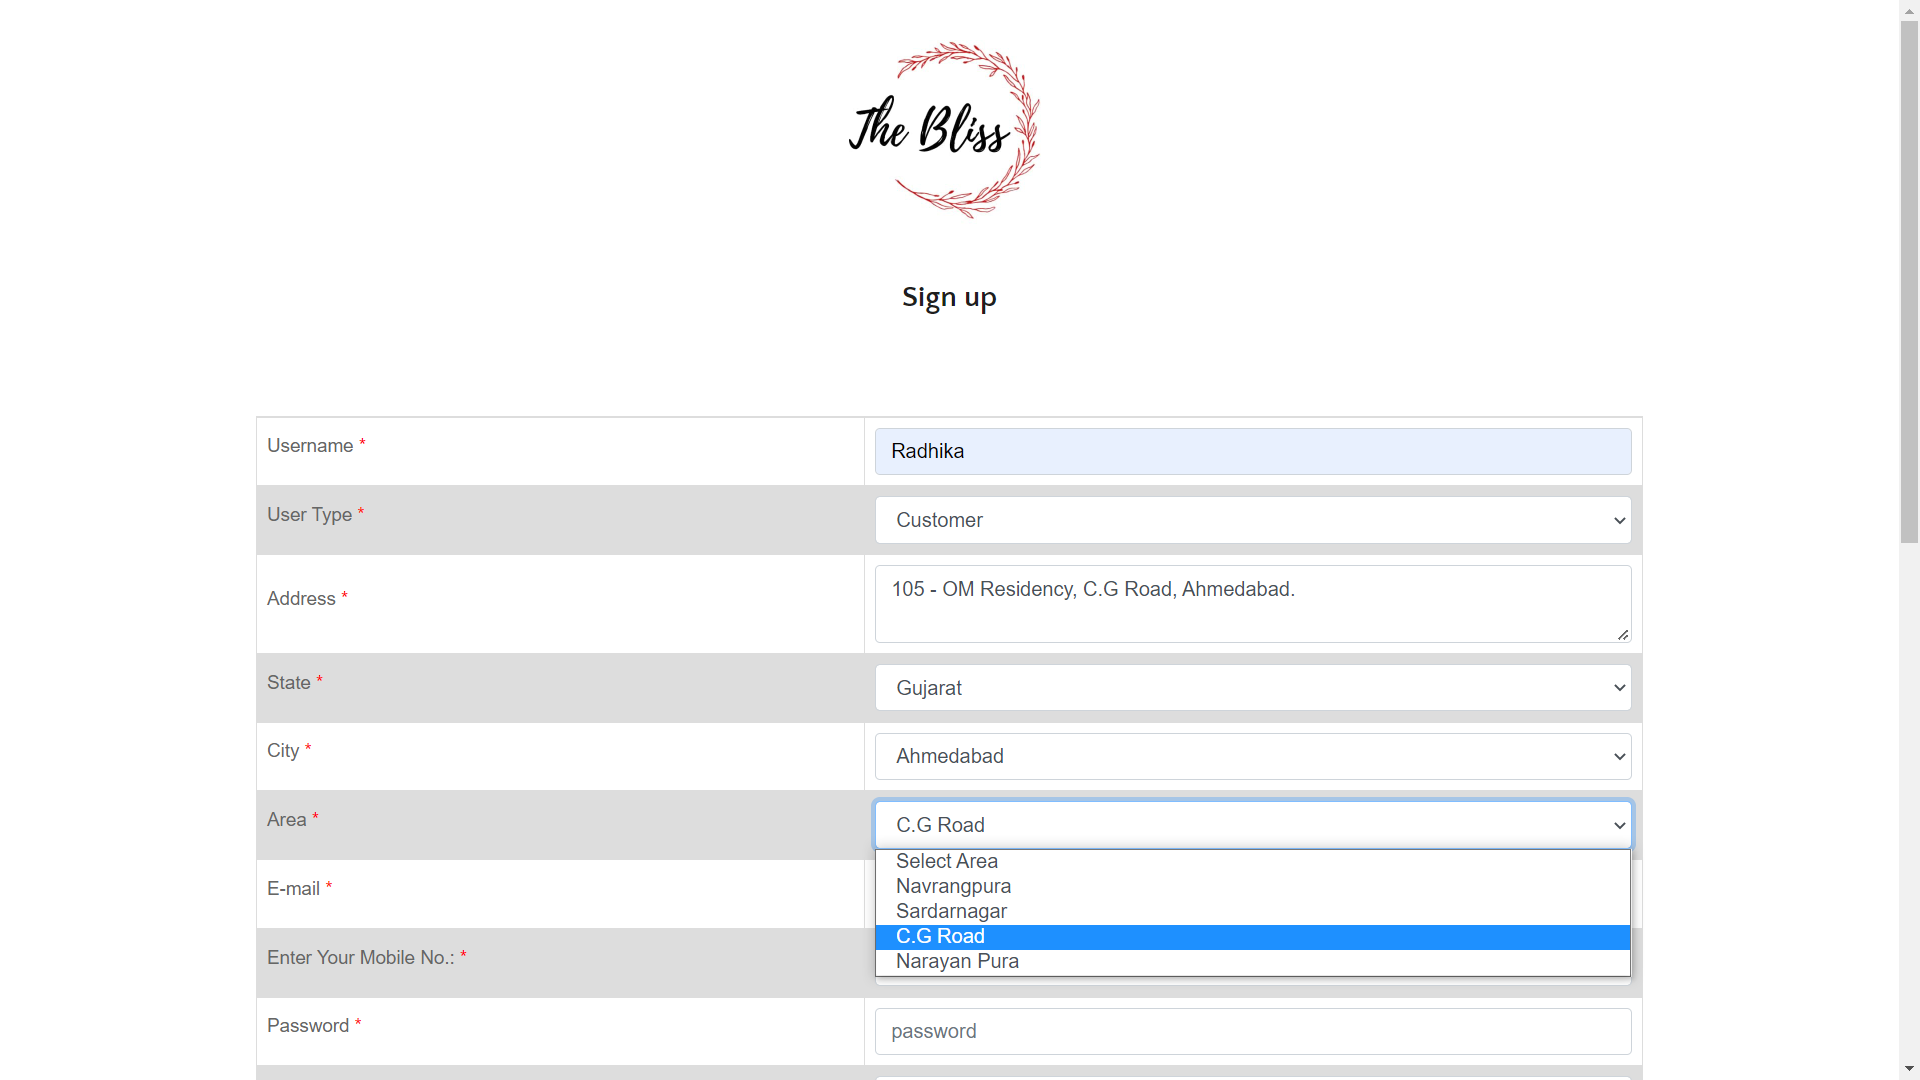 The Bliss
Sign up
Username * Radhika
User Type * Customer
Address * 105 - OM Residency, C.G Road, Ahmedabad.
State * Gujarat
City * Ahmedabad
Area * C.G Road
Select Area
Navrangpura
Sardarnagar
C.G Road
Narayan Pura
E-mail *
Enter Your Mobile No.: *
Password * password